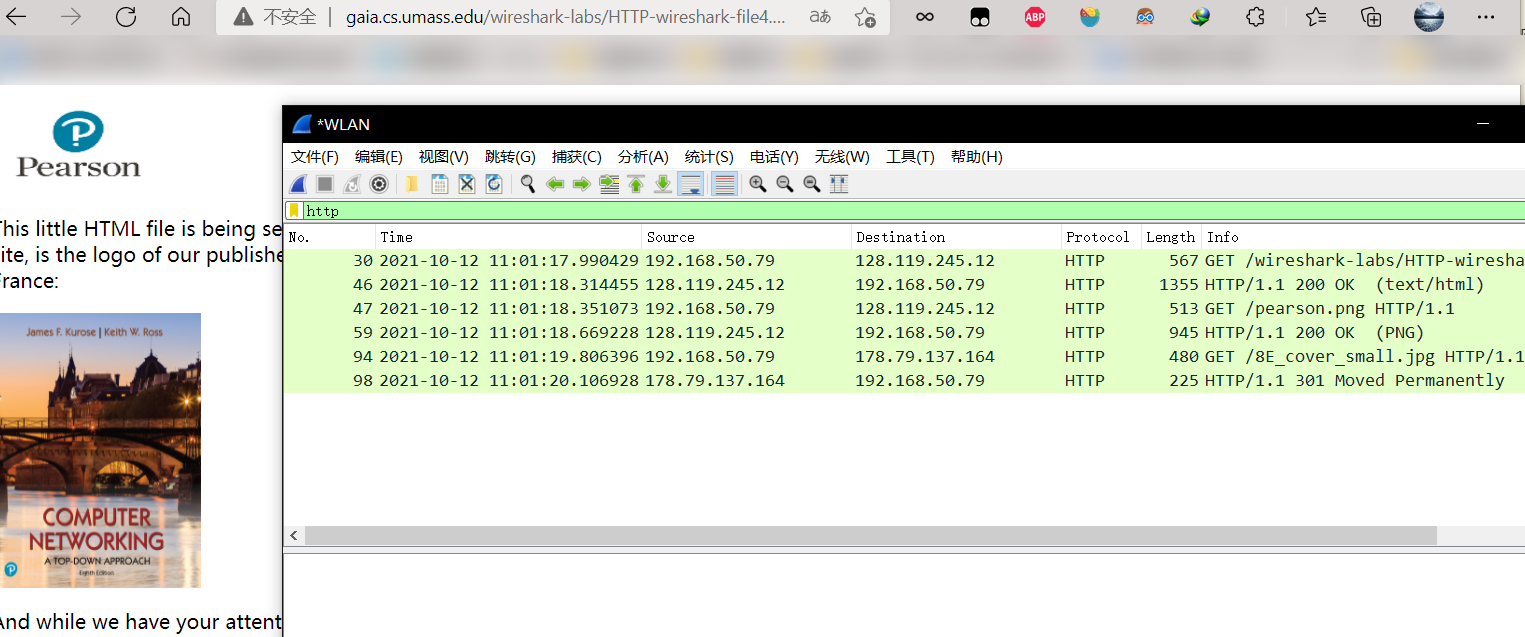 不安全 gaia.cs.umass.edu/wireshark-labs/HTTP-wireshark-file4.... aあ
ABP
P
Pearson
This little HTML file is being se
ite, is the logo of our publishe
France:
James F. Kurose | Keith W. Ross
COMPUTER
NETWORKING
A TOP-DOWN APPROACH
Eighth Edition
P
And while we have your attent
*WLAN
文件(F) 编辑(E) 视图(V) 跳转(G) 捕获(C) 分析(A) 统计(S) 电话(Y) 无线(W) 工具(T) 帮助(H)
http
No. Time Source Destination Protocol Length Info
30 2021-10-12 11:01:17.990429 192.168.50.79 128.119.245.12 HTTP 567 GET /wireshark-labs/HTTP-wiresha
46 2021-10-12 11:01:18.314455 128.119.245.12 192.168.50.79 HTTP 1355 HTTP/1.1 200 OK (text/html)
47 2021-10-12 11:01:18.351073 192.168.50.79 128.119.245.12 HTTP 513 GET /pearson.png HTTP/1.1
59 2021-10-12 11:01:18.669228 128.119.245.12 192.168.50.79 HTTP 945 HTTP/1.1 200 OK (PNG)
94 2021-10-12 11:01:19.806396 192.168.50.79 178.79.137.164 HTTP 480 GET /8E_cover_small.jpg HTTP/1.1
98 2021-10-12 11:01:20.106928 178.79.137.164 192.168.50.79 HTTP 225 HTTP/1.1 301 Moved Permanently